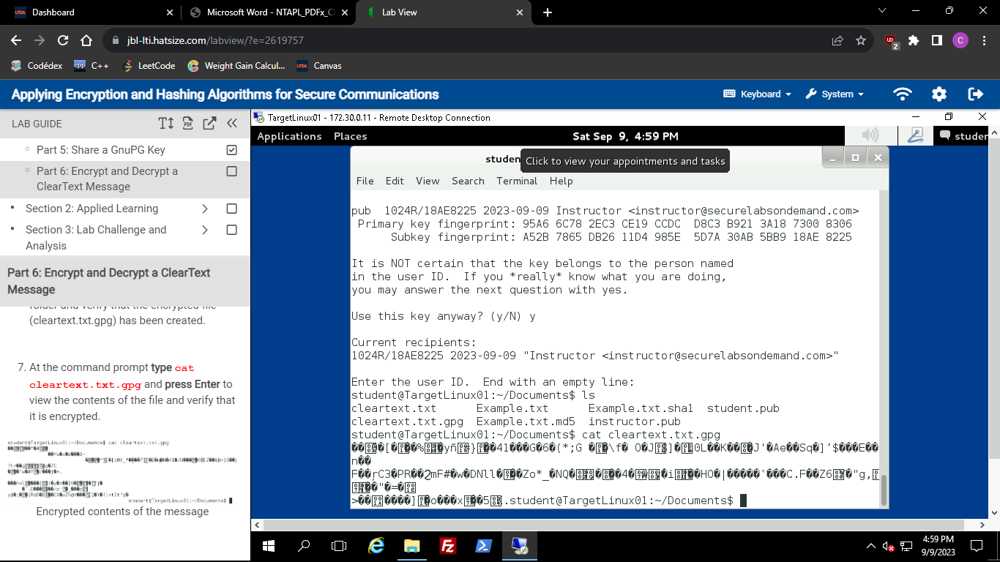 Dashboard
Microsoft Word - NTAPL_PDFx_C
Lab View
jbl-lti.hatsize.com/labview/?e=2619757
2
C
Codédex
C++
LeetCode
Weight Gain Calcul...
Canvas
Applying Encryption and Hashing Algorithms for Secure Communications
Keyboard
System
LAB GUIDE
PDF
Part 5: Share a GnuPG Key
Part 6: Encrypt and Decrypt a
ClearText Message
Section 2: Applied Learning
Section 3: Lab Challenge and
Analysis
Part 6: Encrypt and Decrypt a ClearText
Message
folder and verify that the encrypted file
(cleartext.txt.gpg) has been created.
7. At the command prompt type cat
cleartext.txt.gpg and press Enter to
view the contents of the file and verify that
it is encrypted.
student@TargetLinux01:~/Documents$ cat cleartext.txt.gpg
student@TargetLinux01:~/Documents$
Encrypted contents of the message
TargetLinux01 - 172.30.0.11 - Remote Desktop Connection
Applications Places
Sat Sep 9, 4:59 PM
studen
Click to view your appointments and tasks
File Edit View Search Terminal Help
pub 1024R/18AE8225 2023-09-09 Instructor <instructor@securelabsondemand.com>
Primary key fingerprint: 95A6 6C78 2EC3 CE19 CCDC D8C3 B921 3A18 7300 8306
Subkey fingerprint: A52B 7865 DB26 11D4 985E 5D7A 30AB 5BB9 18AE 8225
It is NOT certain that the key belongs to the person named
in the user ID. If you *really* know what you are doing,
you may answer the next question with yes.
Use this key anyway? (y/N) y
Current recipients:
1024R/18AE8225 2023-09-09 "Instructor <instructor@securelabsondemand.com>"
Enter the user ID. End with an empty line:
student@TargetLinux01:~/Documents$ ls
cleartext.txt Example.txt Example.txt.sha1 student.pub
cleartext.txt.gpg Example.txt.md5 instructor.pub
student@TargetLinux01:~/Documents$ cat cleartext.txt.gpg
student@TargetLinux01:~/Documents$
4:59 PM
9/9/2023